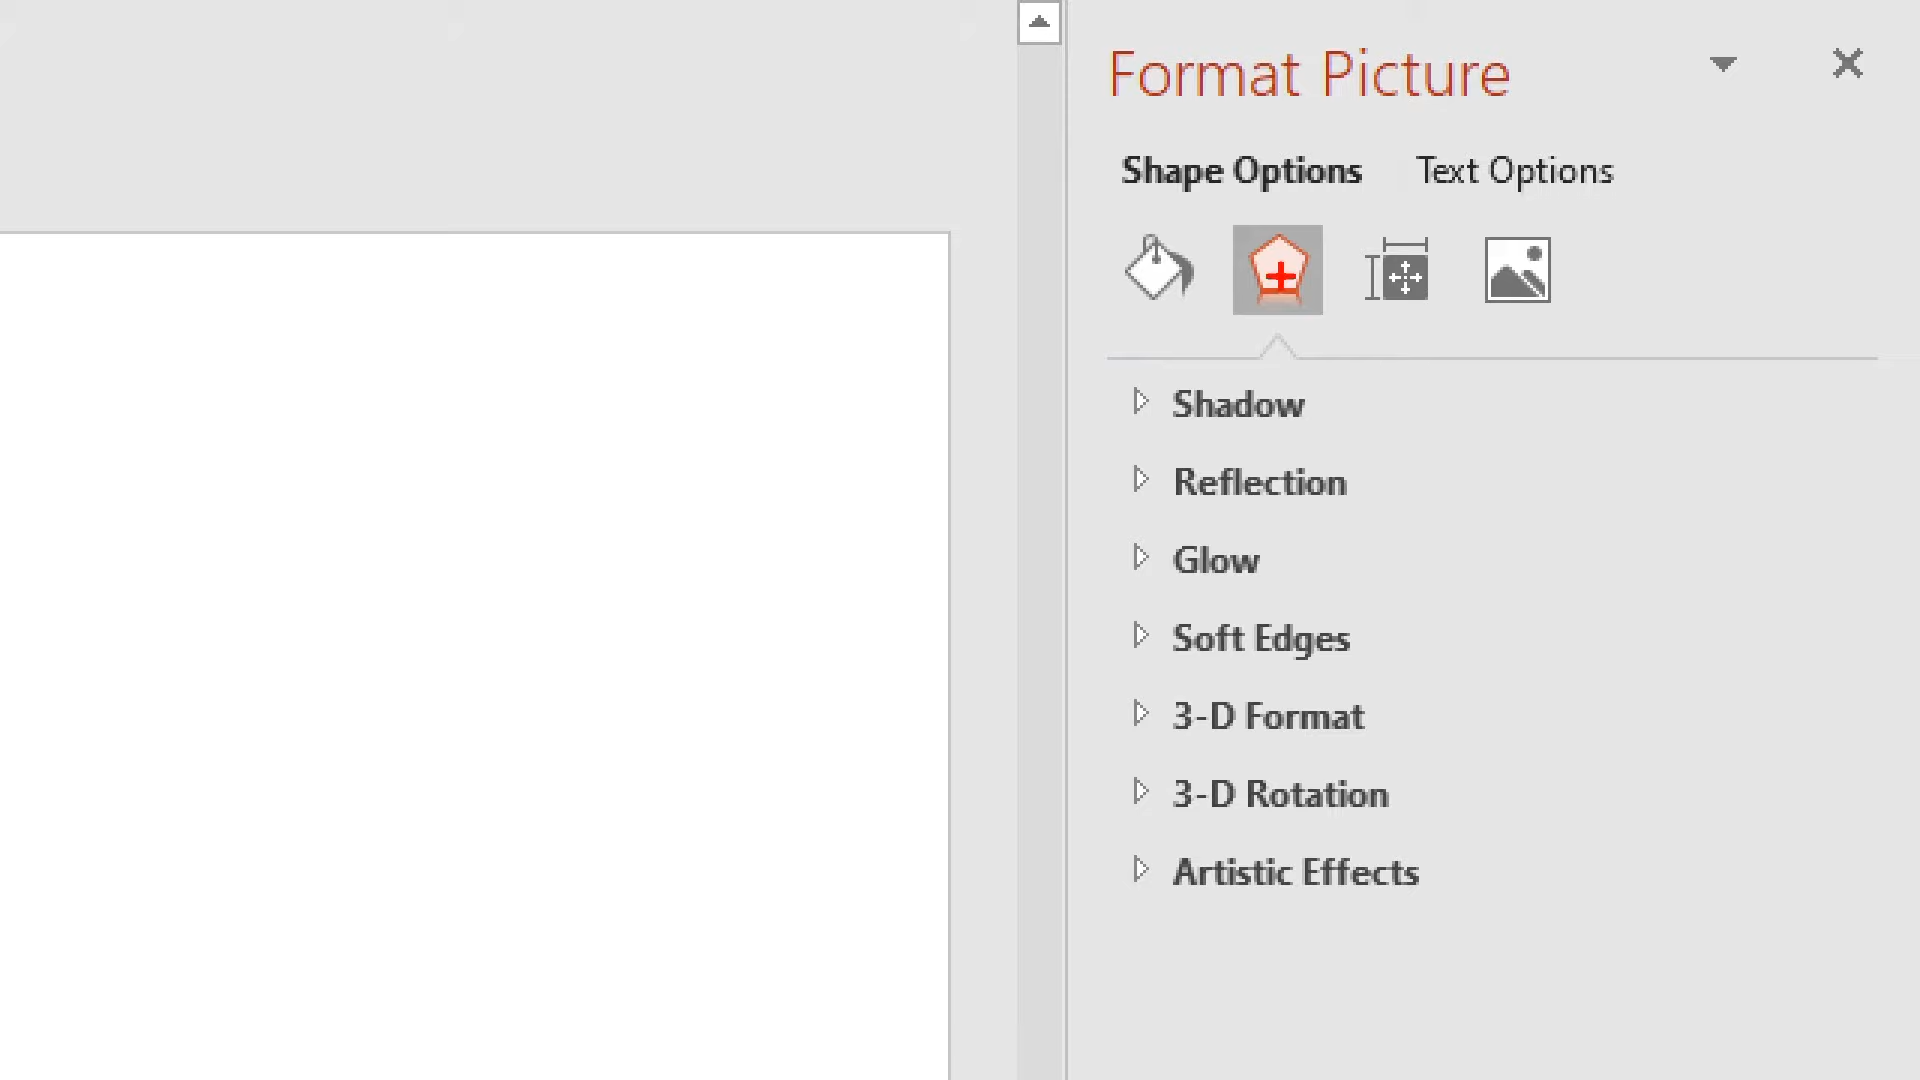 Format Picture
Shape Options Text Options
Shadow
Reflection
Glow
Soft Edges
3-D Format
3-D Rotation
Artistic Effects